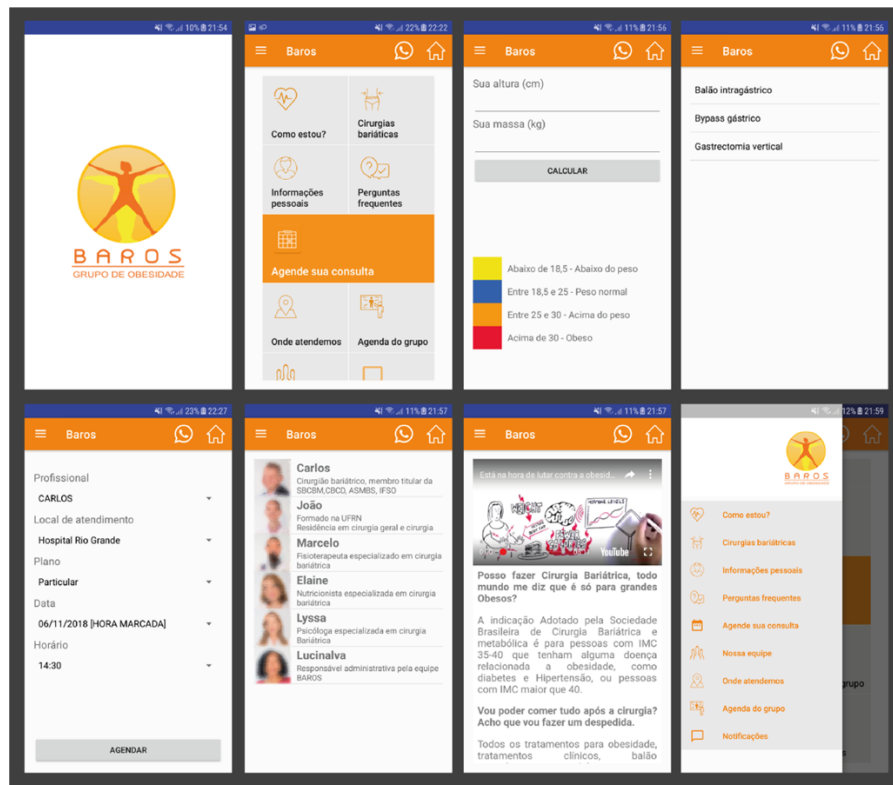 10% 21:54
BAROS
GRUPO DE OBESIDADE
22% 22:22
Baros
Como estou?
Cirurgias
bariáticas
Informações
pessoais
Perguntas
frequentes
Agende sua consulta
Onde atendemos
Agenda do grupo
11% 21:56
Baros
Sua altura (cm)
Sua massa (kg)
CALCULAR
Abaixo de 18,5 - Abaixo do peso
Entre 18,5 e 25 - Peso normal
Entre 25 e 30 - Acima do peso
Acima de 30 - Obeso
11% 21:56
Baros
Balão intragástrico
Bypass gástrico
Gastrectomia vertical
23% 22:27
Baros
Profissional
CARLOS
Local de atendimento
Hospital Rio Grande
Plano
Particular
Data
06/11/2018 [HORA MARCADA]
Horário
14:30
AGENDAR
11% 21:57
Baros
Carlos
Cirurgião bariátrico, membro titular da
SBCBM,CBCD, ASMBS, IFSO
João
Formado na UFRN
Residência em cirurgia geral e cirurgia
Marcelo
Fisioterapeuta especializado em cirurgia
bariátrica
Elaine
Nutricionista especializada em cirurgia
bariátrica
Lyssa
Psicóloga especializada em cirurgia
Bariátrica
Lucinalva
Responsável administrativa pela equipe
BAROS
11% 21:57
Baros
Está na hora de lutar contra a obesid...
WEIGHT
YouTube
Posso fazer Cirurgia Bariátrica, todo
mundo me diz que é só para grandes
Obesos?
A indicação Adotado pela Sociedade
Brasileira de Cirurgia Bariátrica e
metabólica é para pessoas com IMC
35-40 que tenham alguma doença
relacionada a obesidade, como
diabetes e Hipertensão, ou pessoas
com IMC maior que 40.
Vou poder comer tudo após a cirurgia?
Acho que vou fazer um despedida.
Todos os tratamentos para obesidade,
tratamentos clínicos, balão
12% 21:59
BAROS
GRUPO DE OBESIDADE
Como estou?
Cirurgias bariátricas
Informações pessoais
Perguntas frequentes
Agende sua consulta
Nossa equipe
Onde atendemos
grupo
Agenda do grupo
Notificações